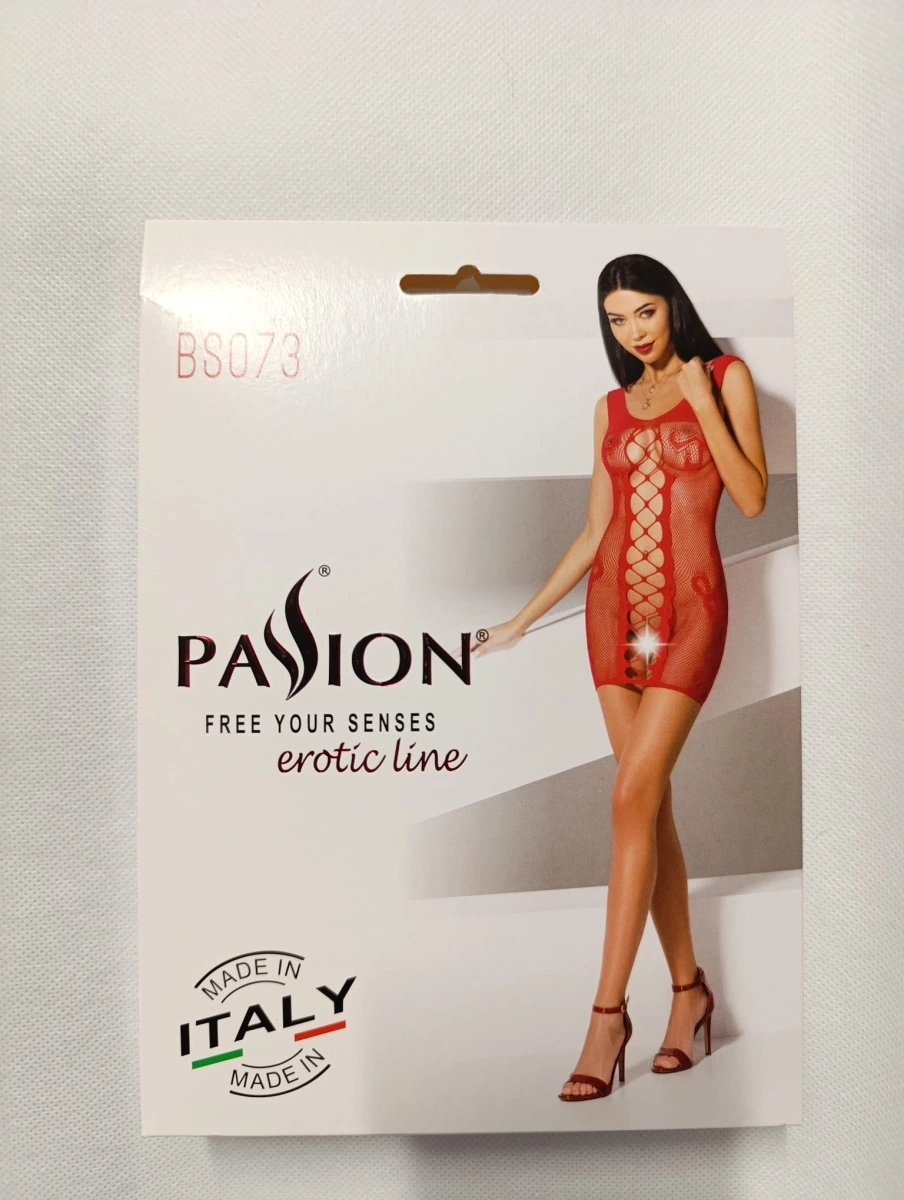 BS073
PASSION®
FREE YOUR SENSES
erotic line
MADE IN
ITALY
MADE IN